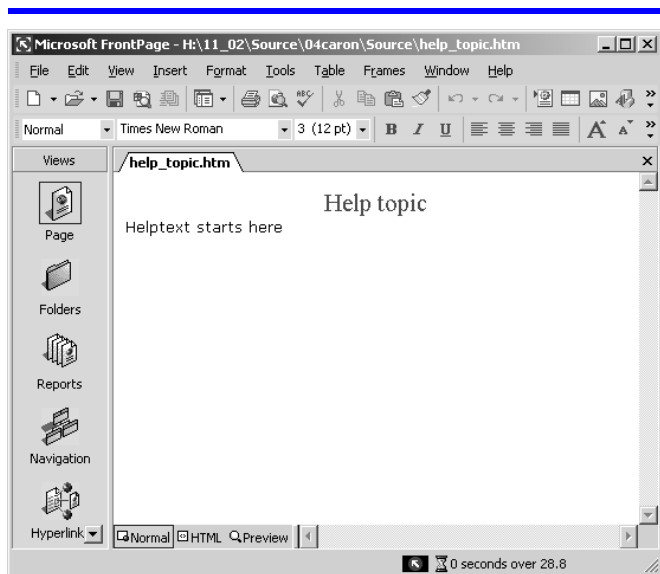 Microsoft FrontPage - H:\11_02\Source\04caron\Source\help_topic.htm
File Edit View Insert Format Tools Table Frames Window Help
Normal Times New Roman 3 (12 pt) B I U A A
Views help_topic.htm
Help topic
Helptext starts here
Page
Folders
Reports
Navigation
Hyperlink
Normal HTML Preview
0 seconds over 28.8